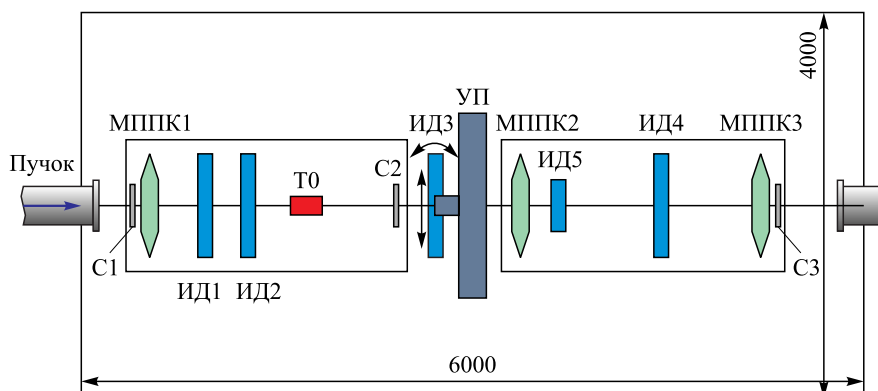 4000
УП
МППК1
ИД3
МППК2
ИД4
МППК3
Пучок
С2
ИД5
Т0
С1
С3
ИД1
ИД2
6000